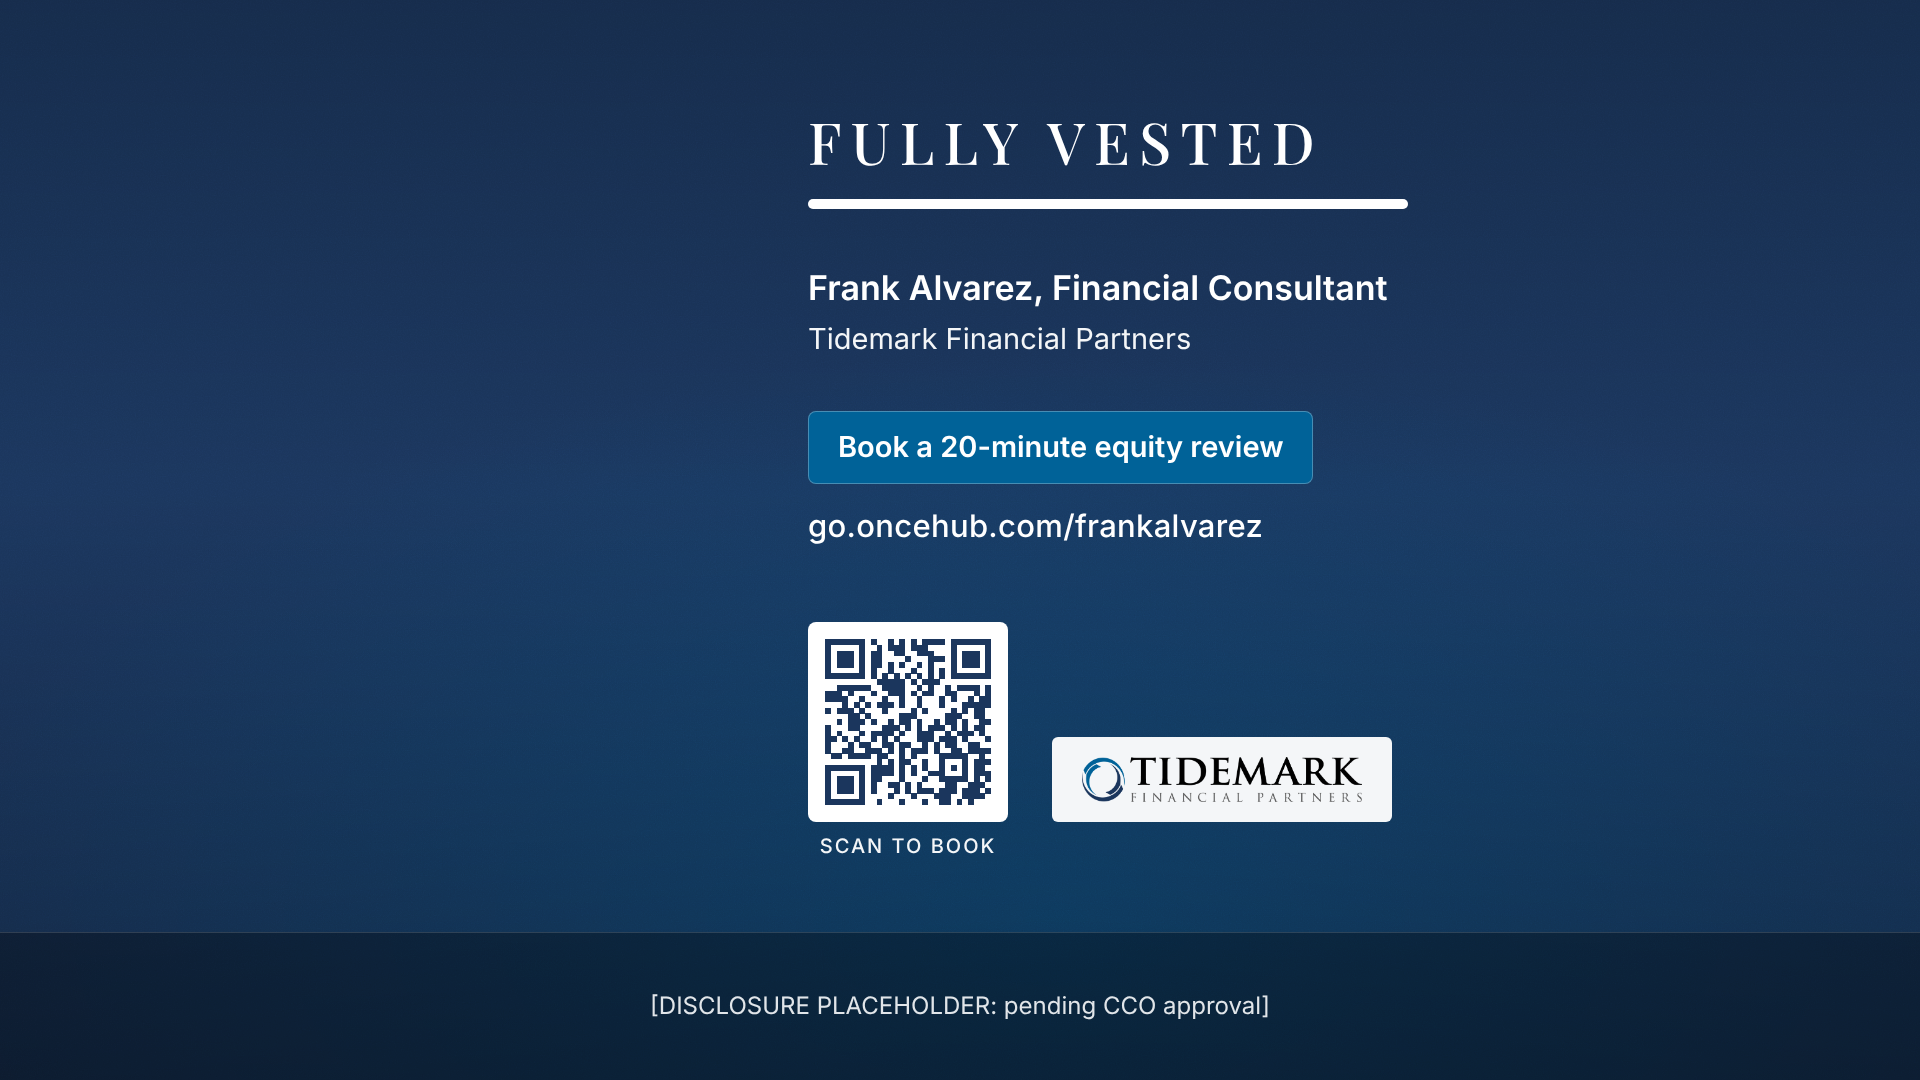 FULLY VESTED
Frank Alvarez, Financial Consultant
Tidemark Financial Partners
Book a 20-minute equity review
go.oncehub.com/frankalvarez
TIDEMARK
FINANCIAL PARTNERS
SCAN TO BOOK
[DISCLOSURE PLACEHOLDER: pending CCO approval]